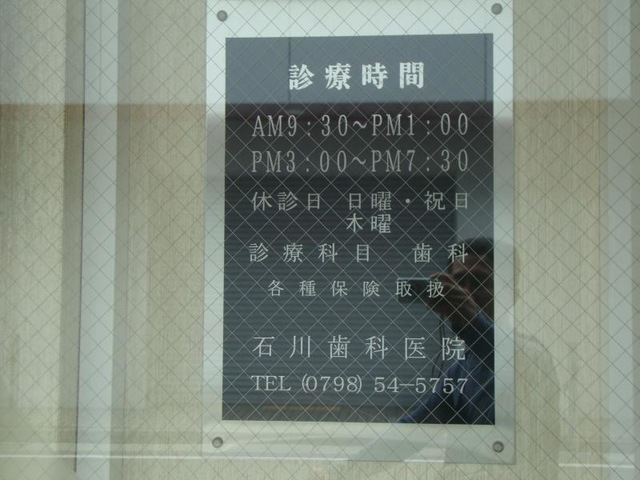 診療時間
AM9：30～PM1：00
PM3：00～PM7：30
休診日 日曜・祝日
木曜
診療科目 歯科
各種保険取扱
石川歯科医院
TEL (0798) 54-5757